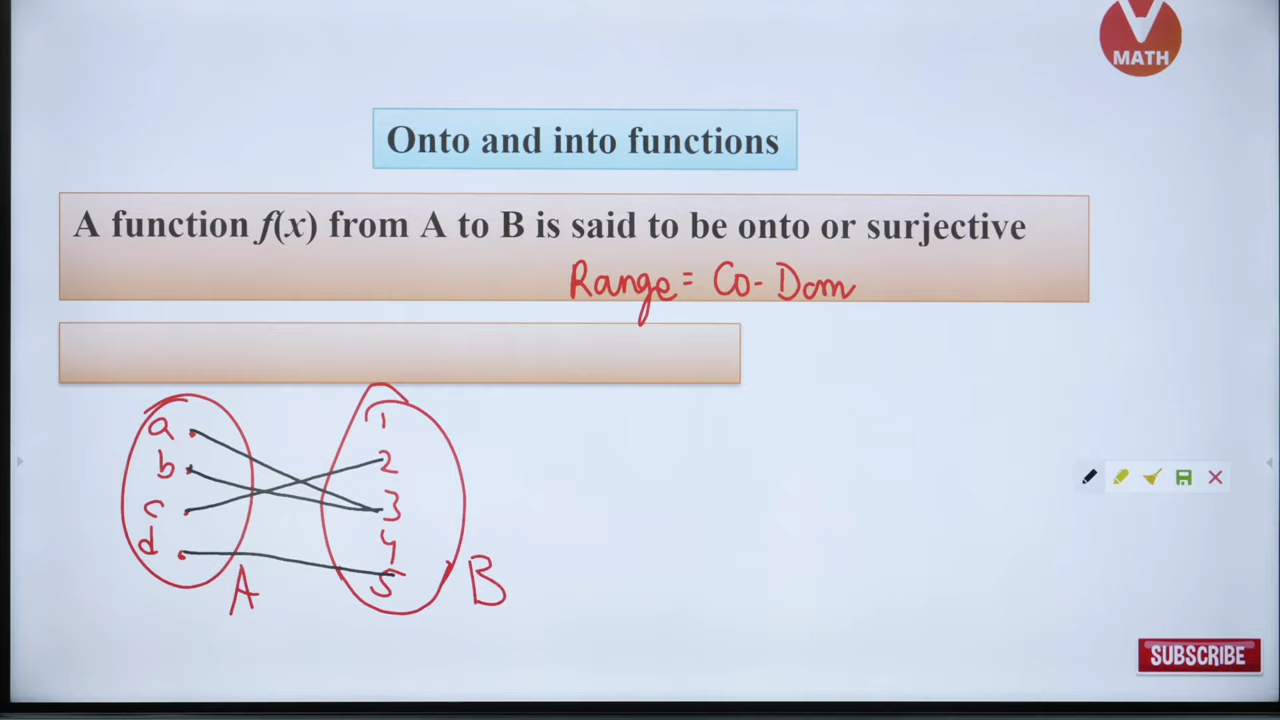 MATH
Onto and into functions
A function f(x) from A to B is said to be onto or surjective
Range = Co-Dom
a
b
c
d
A
1
2
3
4
5
B
SUBSCRIBE